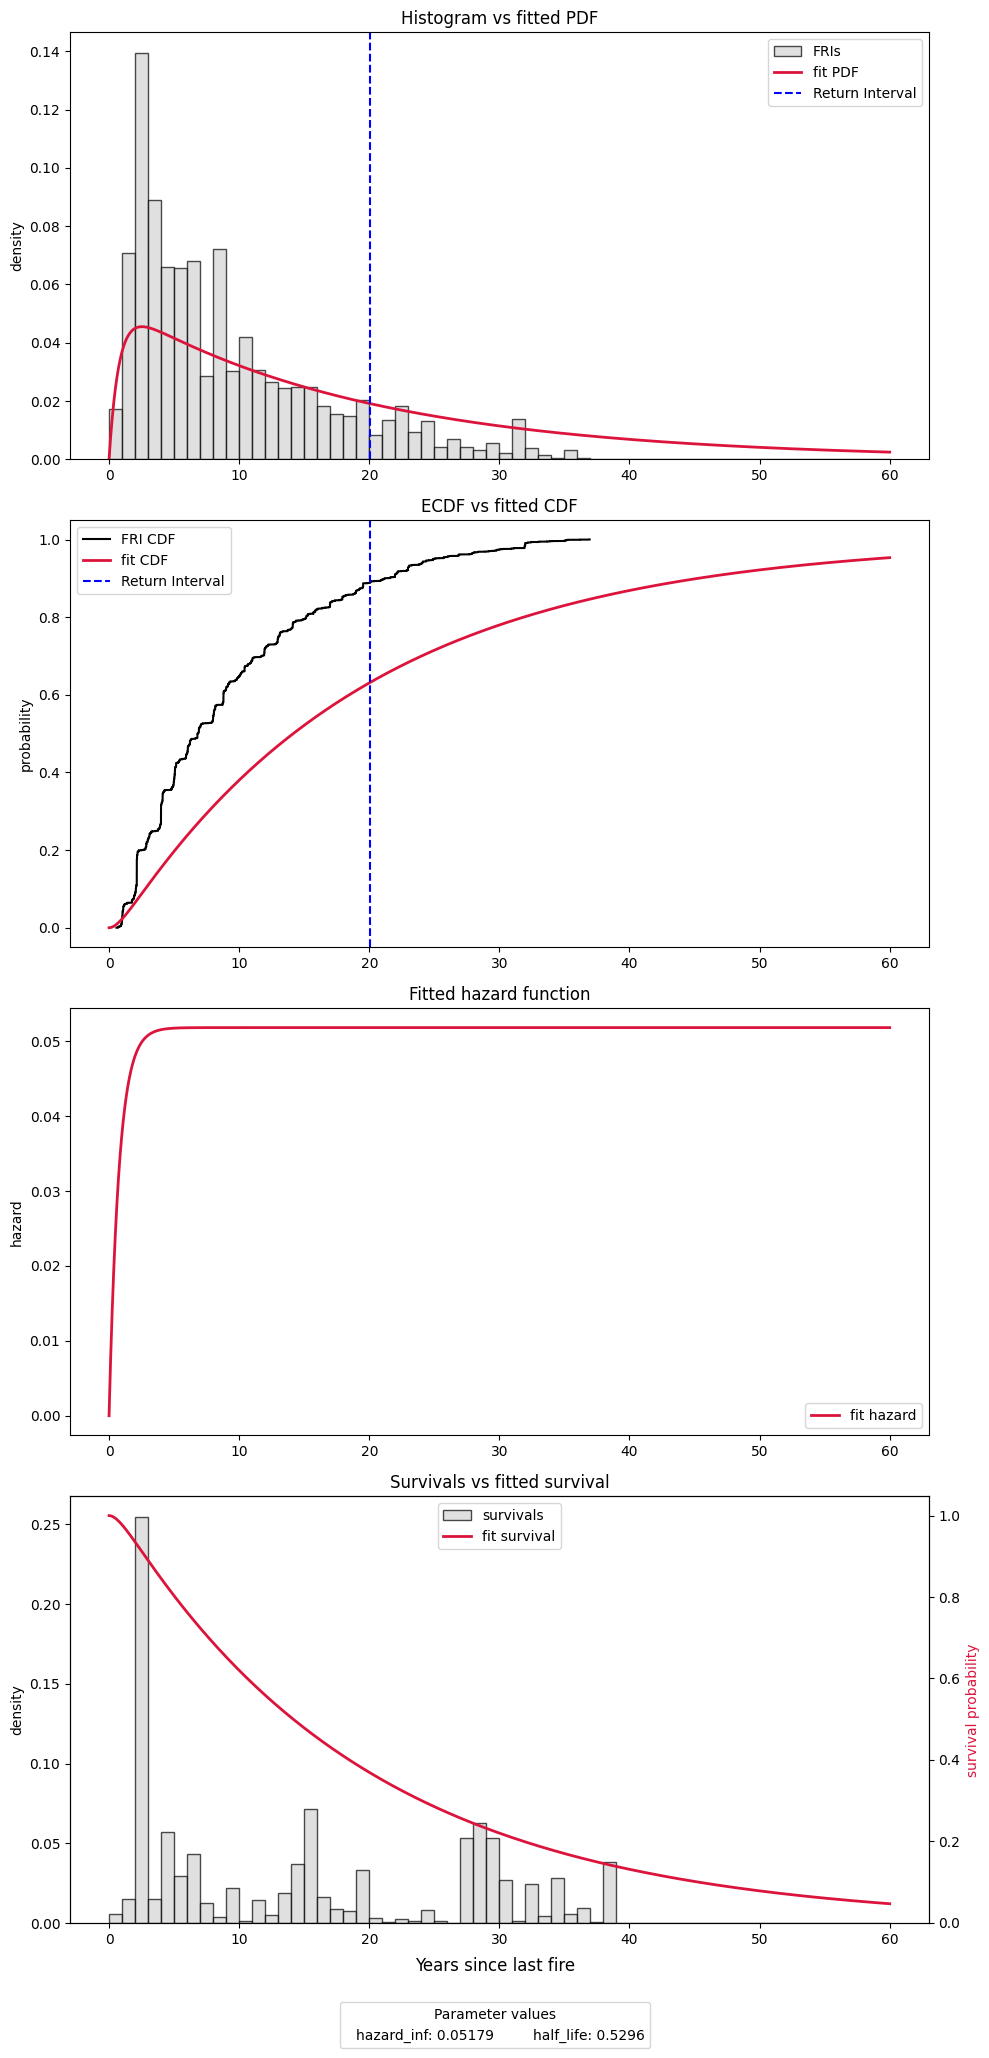 Histogram vs fitted PDF
FRIs
fit PDF
Return Interval
density
0.14
0.12
0.10
0.08
0.06
0.04
0.02
0.00
0 10 20 30 40 50 60
ECDF vs fitted CDF
FRI CDF
fit CDF
Return Interval
probability
1.0
0.8
0.6
0.4
0.2
0.0
0 10 20 30 40 50 60
Fitted hazard function
hazard
0.05
0.04
0.03
0.02
0.01
0.00
fit hazard
0 10 20 30 40 50 60
Survivals vs fitted survival
survivals
fit survival
density
0.25
0.20
0.15
0.10
0.05
0.00
1.0
0.8
0.6
0.4
0.2
0.0
survival probability
0 10 20 30 40 50 60
Years since last fire
Parameter values
hazard_inf: 0.05179 half_life: 0.5296